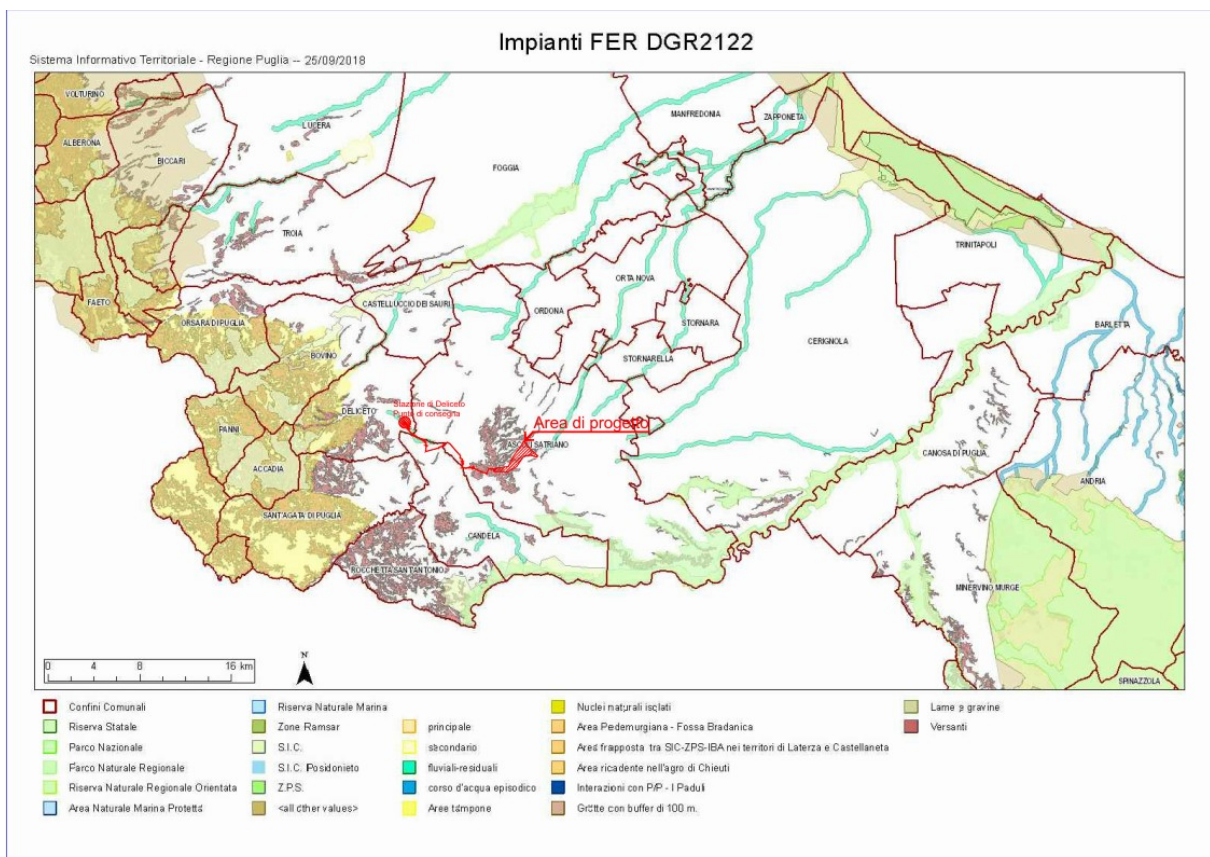 Impianti FER DGR2122
Sistema Informativo Territoriale - Regione Puglia -- 25/09/2018
VOLTURINO
ALBERONA
BICCARI
LUCERA
FOGGIA
MANFREDONIA
ZAPPONETA
TROIA
TRINITAPOLI
FAETO
ORSARA DI PUGLIA
CASTELLUCCIO DEI SAURI
ORTA NOVA
ORDONA
STORNARA
BARLETTA
BOVINO
STORNARELLA
CERIGNOLA
DELICETO
Stazione di Deliceto
Punto di consegna
Area di progetto
PANNI
ASCOLI SATRIANO
ACCADIA
CANOSA DI PUGLIA
ANDRIA
SANT'AGATA DI PUGLIA
CANDELA
ROCCHETTA SANT'ANTONIO
MINERVINO MURGE
SPINAZZOLA
0 4 8 16 km
N
Confini Comunali
Riserva Statale
Parco Nazionale
Parco Naturale Regionale
Riserva Naturale Regionale Orientata
Area Naturale Marina Protetta
Riserva Naturale Marina
Zone Ramsar
S.I.C.
S.I.C. Posidonieto
Z.P.S.
<all other values>
principale
secondario
fluviali-residuali
corso d'acqua episodico
Aree tampone
Nuclei naturali isolati
Area Pedemurgiana - Fossa Bradanica
Area frapposta tra SIC-ZPS-IBA nei territori di Laterza e Castellaneta
Area ricadente nell'agro di Chieuti
Interazioni con P/P - I Paduli
Grotte con buffer di 100 m.
Lame e gravine
Versanti